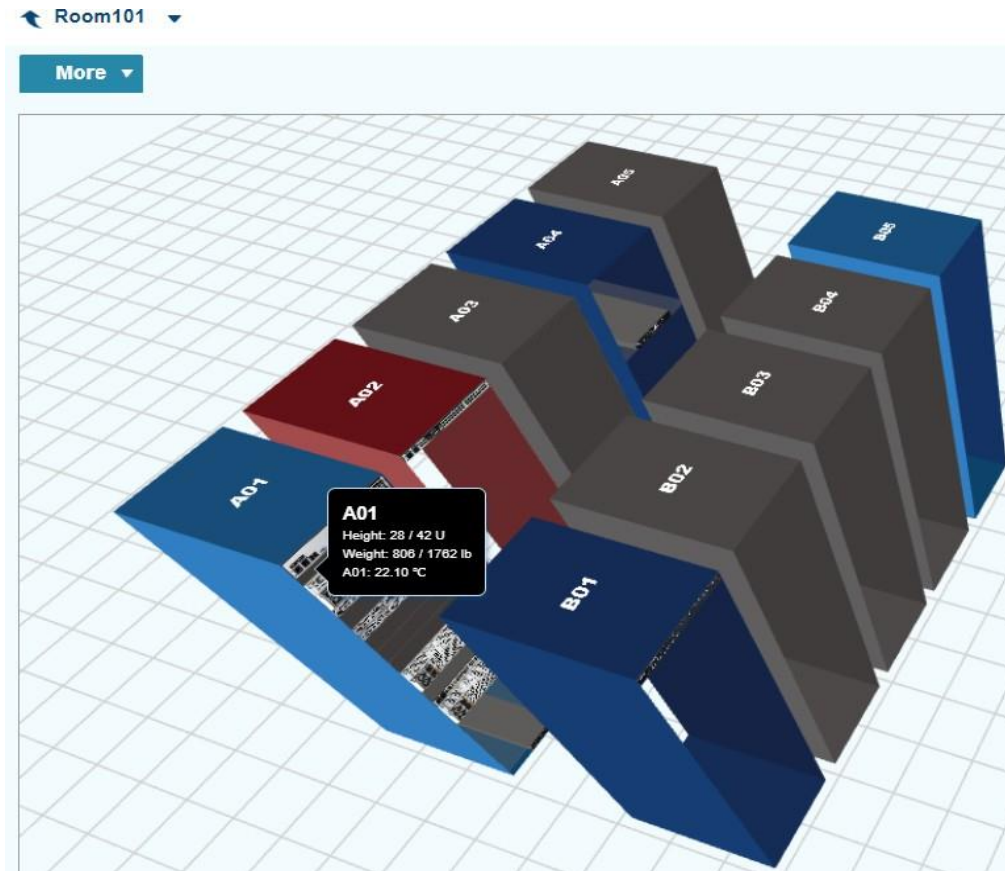 Room101
More
A05
A04
B05
A03
B04
A02
B03
A01
B02
A01
Height: 28 / 42 U
Weight: 806 / 1762 lb
A01: 22.10 ℃
B01